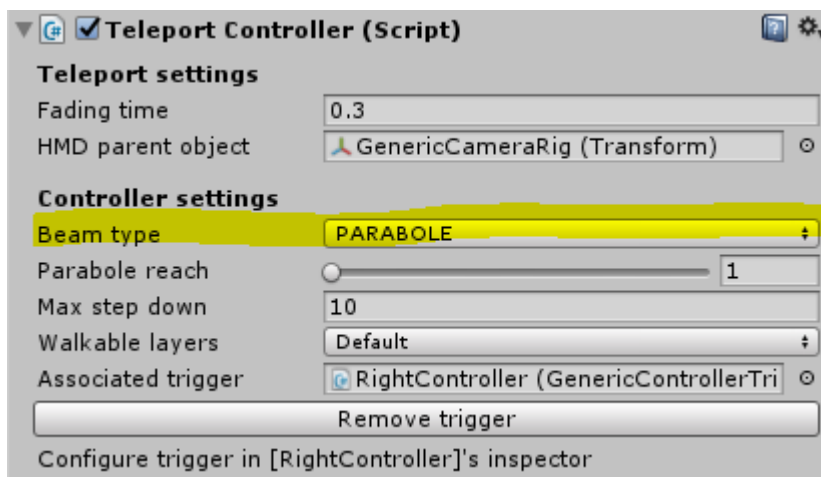 Teleport Controller (Script)
Teleport settings
Fading time 0.3
HMD parent object GenericCameraRig (Transform)
Controller settings
Beam type PARABOLE
Parabole reach 1
Max step down 10
Walkable layers Default
Associated trigger RightController (GenericControllerTri
Remove trigger
Configure trigger in [RightController]'s inspector